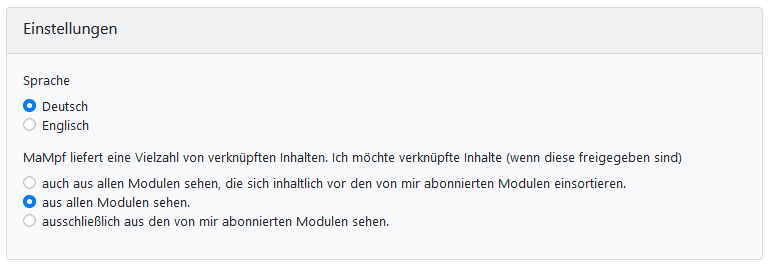 Einstellungen
Sprache
Deutsch
Englisch
MaMpf liefert eine Vielzahl von verknüpften Inhalten. Ich möchte verknüpfte Inhalte (wenn diese freigegeben sind)
auch aus allen Modulen sehen, die sich inhaltlich vor den von mir abonnierten Modulen einsortieren.
aus allen Modulen sehen.
ausschließlich aus den von mir abonnierten Modulen sehen.